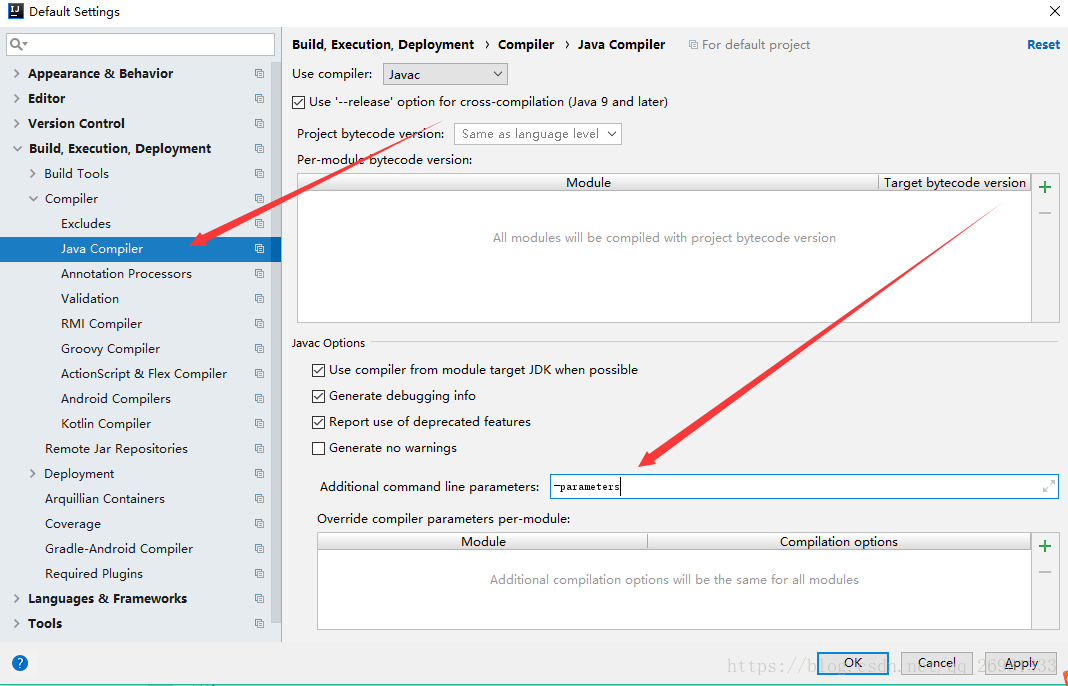 Default Settings
Appearance & Behavior
Editor
Version Control
Build, Execution, Deployment
Build Tools
Compiler
Excludes
Java Compiler
Annotation Processors
Validation
RMI Compiler
Groovy Compiler
ActionScript & Flex Compiler
Android Compilers
Kotlin Compiler
Remote Jar Repositories
Deployment
Arquillian Containers
Coverage
Gradle-Android Compiler
Required Plugins
Languages & Frameworks
Tools
Build, Execution, Deployment › Compiler › Java Compiler For default project Reset
Use compiler: Javac
Use '--release' option for cross-compilation (Java 9 and later)
Project bytecode version: Same as language level
Per-module bytecode version:
Module Target bytecode version
All modules will be compiled with project bytecode version
Javac Options
Use compiler from module target JDK when possible
Generate debugging info
Report use of deprecated features
Generate no warnings
Additional command line parameters: -parameters
Override compiler parameters per-module:
Module Compilation options
Additional compilation options will be the same for all modules
OK Cancel Apply